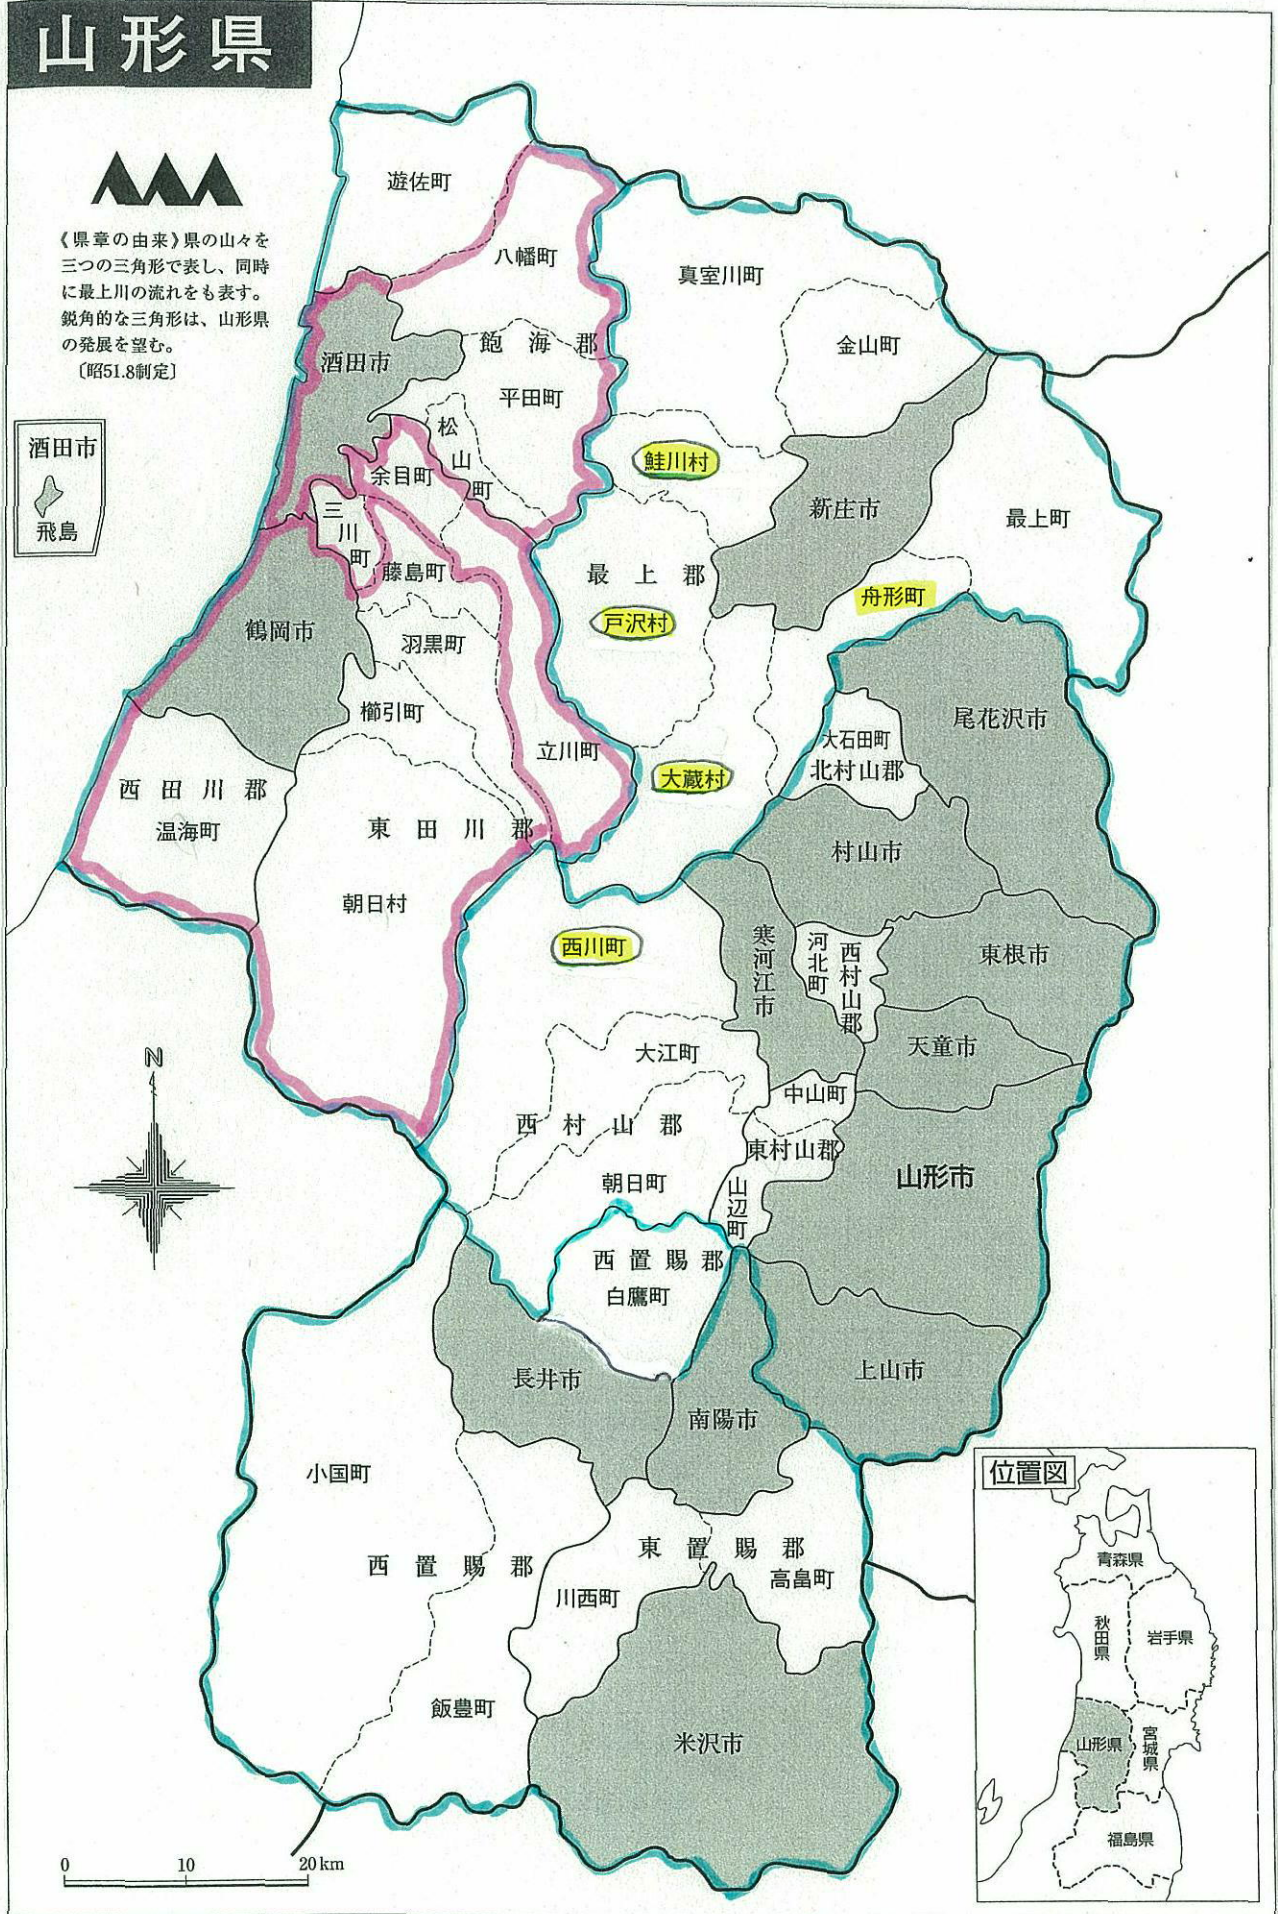 山形県
《県章の由来》県の山々を
三つの三角形で表し、同時
に最上川の流れをも表す。
鋭角的な三角形は、山形県
の発展を望む。
〔昭51.8制定〕
酒田市
飛島
遊佐町
八幡町
真室川町
金山町
酒田市
飽海郡
平田町
松山町
余目町
鮭川村
新庄市
最上町
三川町
藤島町
最上郡
舟形町
戸沢村
鶴岡市
羽黒町
櫛引町
立川町
大蔵村
尾花沢市
大石田町
北村山郡
西田川郡
温海町
東田川郡
朝日村
村山市
西川町
寒河江市
河北町
西村山郡
東根市
天童市
大江町
中山町
西村山郡
東村山郡
山形市
朝日町
山辺町
西置賜郡
白鷹町
長井市
南陽市
上山市
小国町
西置賜郡
東置賜郡
高畠町
川西町
飯豊町
米沢市
N
0 10 20km
位置図
青森県
秋田県
岩手県
山形県
宮城県
福島県